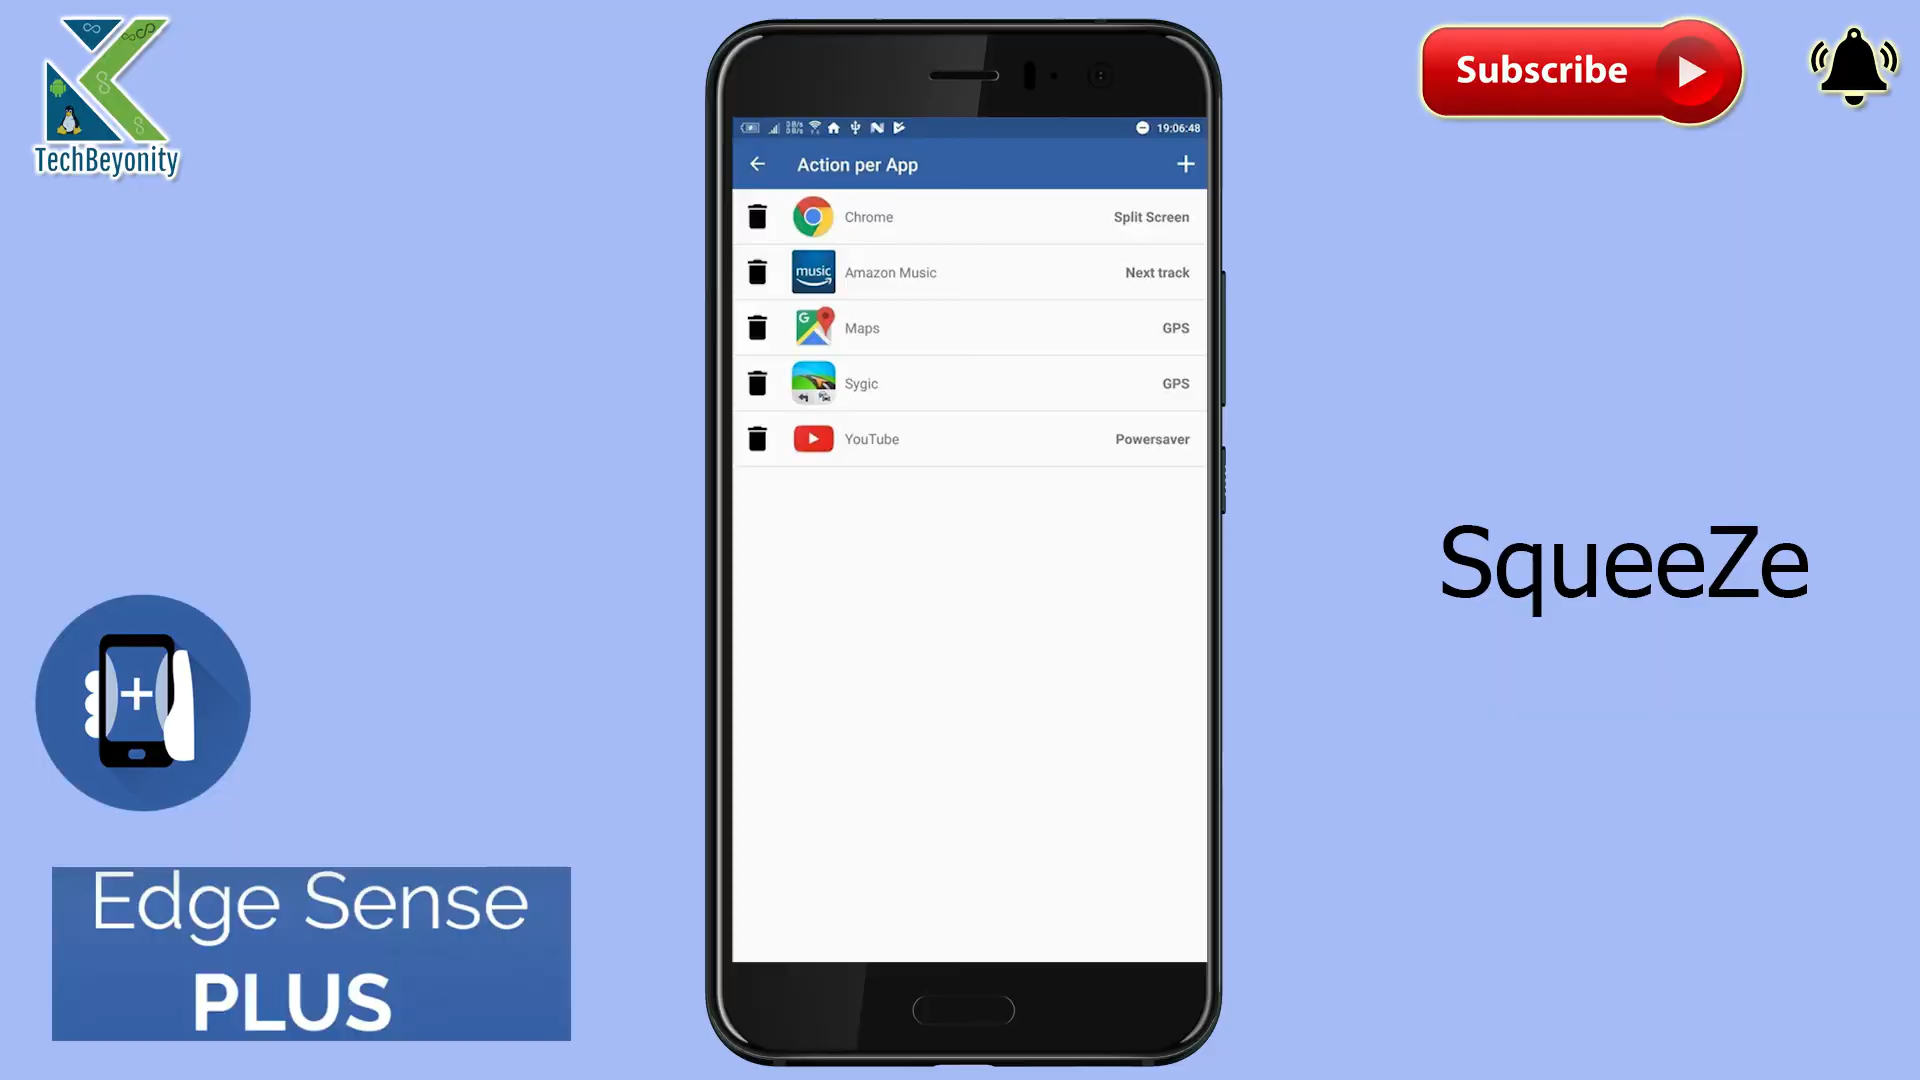 TechBeyonity
Subscribe
19:06:48
Action per App
Chrome Split Screen
music
Amazon Music Next track
G
Maps GPS
Sygic GPS
YouTube Powersaver
SqueeZe
Edge Sense
PLUS